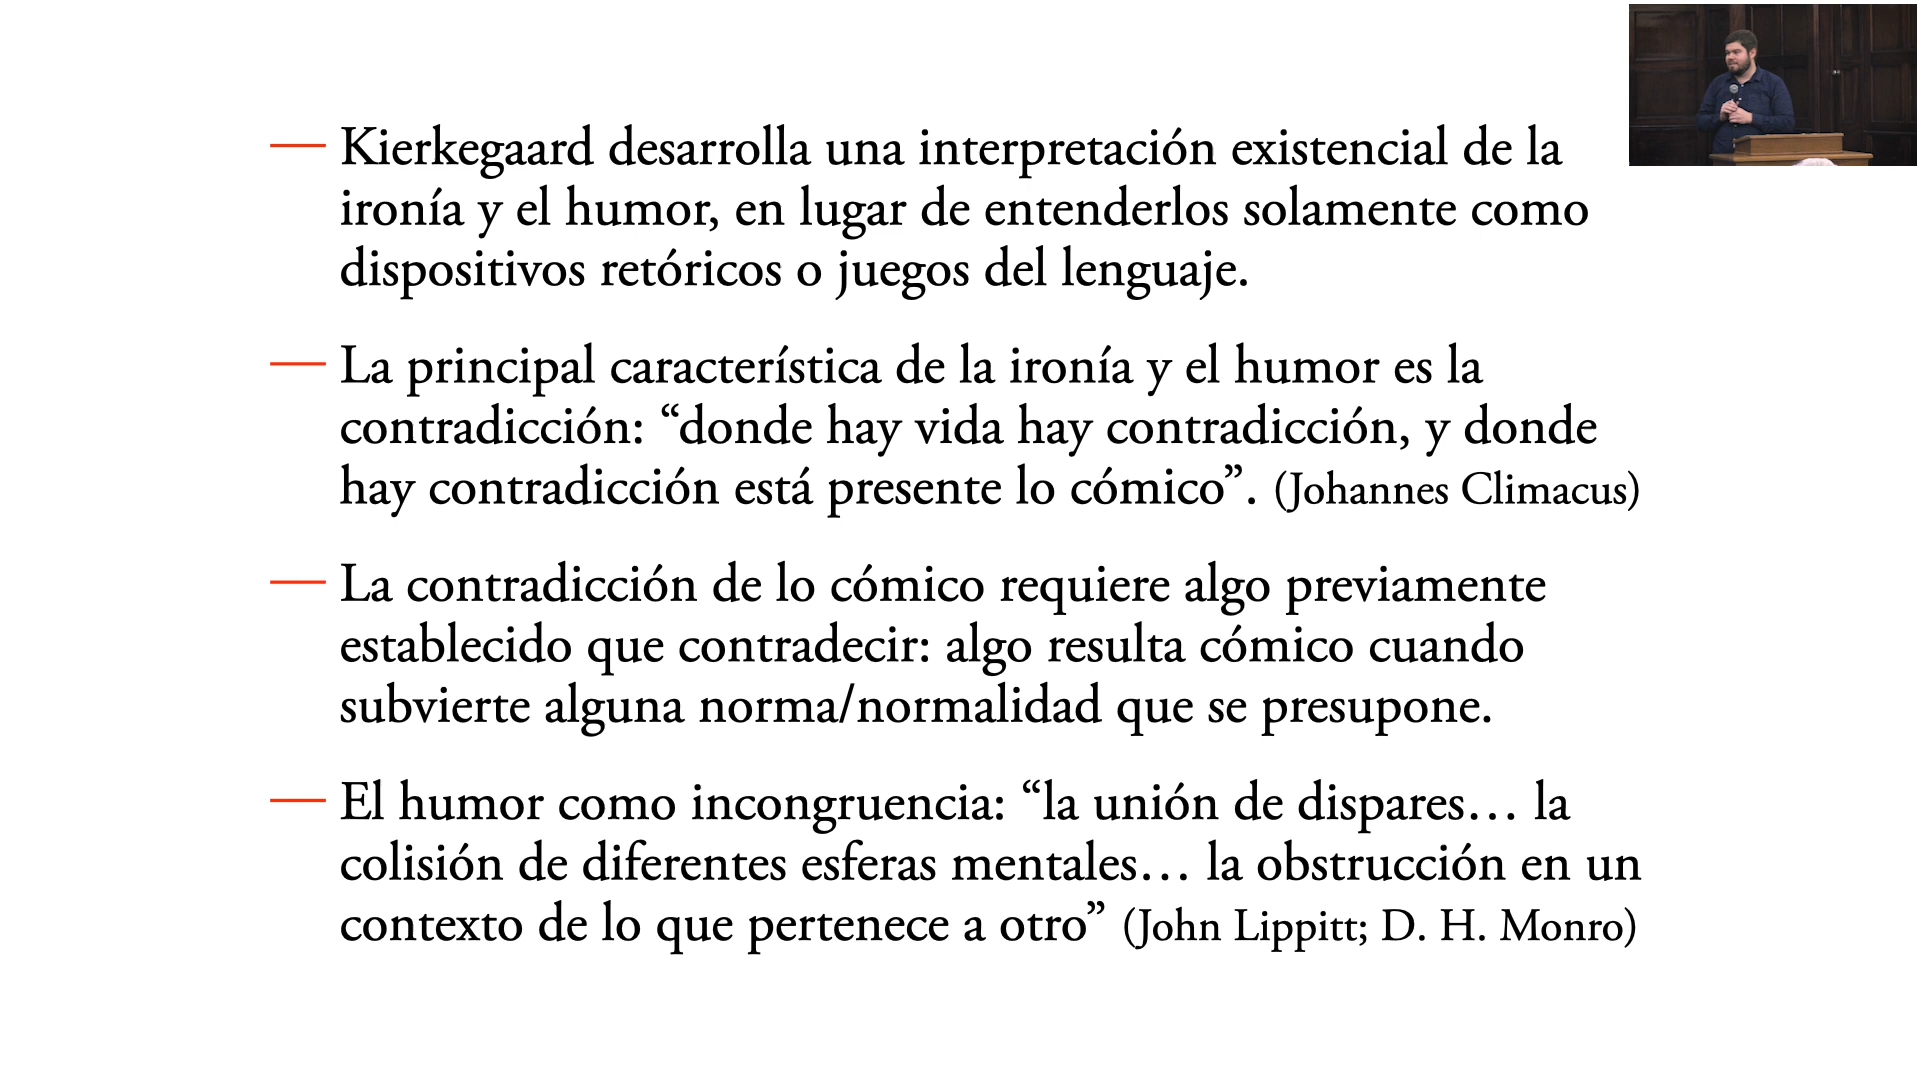 — Kierkegaard desarrolla una interpretación existencial de la
ironía y el humor, en lugar de entenderlos solamente como
dispositivos retóricos o juegos del lenguaje.
— La principal característica de la ironía y el humor es la
contradicción: “donde hay vida hay contradicción, y donde
hay contradicción está presente lo cómico”. (Johannes Climacus)
— La contradicción de lo cómico requiere algo previamente
establecido que contradecir: algo resulta cómico cuando
subvierte alguna norma/normalidad que se presupone.
— El humor como incongruencia: “la unión de dispares… la
colisión de diferentes esferas mentales… la obstrucción en un
contexto de lo que pertenece a otro” (John Lippitt; D. H. Monro)